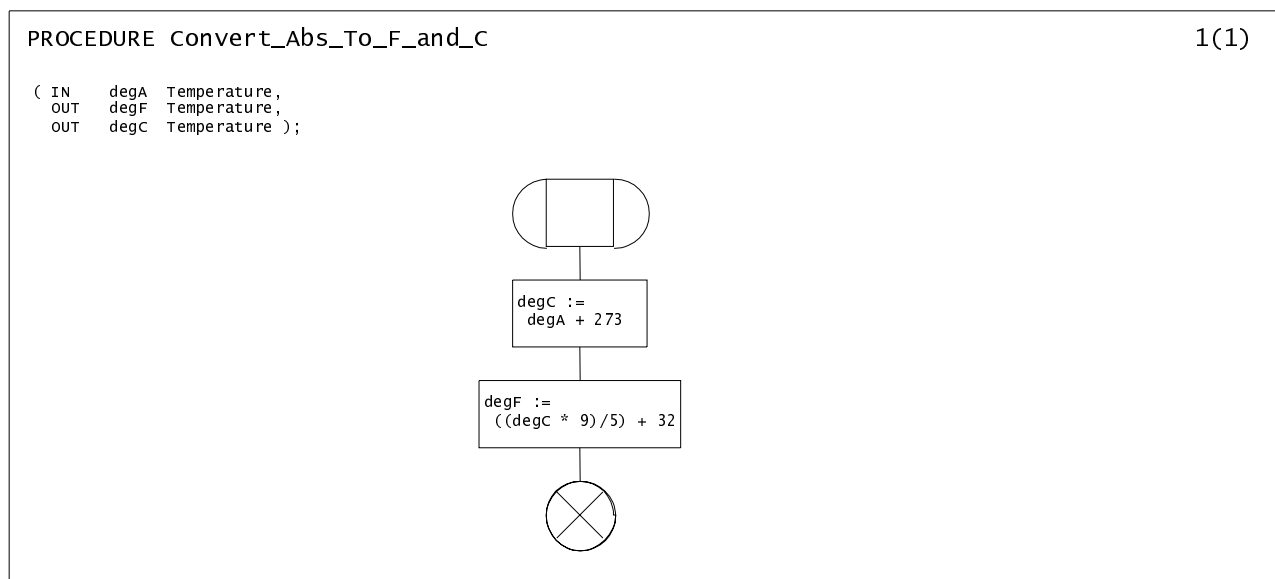 PROCEDURE Convert_Abs_To_F_and_C
1(1)
( IN degA Temperature,
OUT degF Temperature,
OUT degC Temperature );
degC :=
degA + 273
degF :=
((degC * 9)/5) + 32